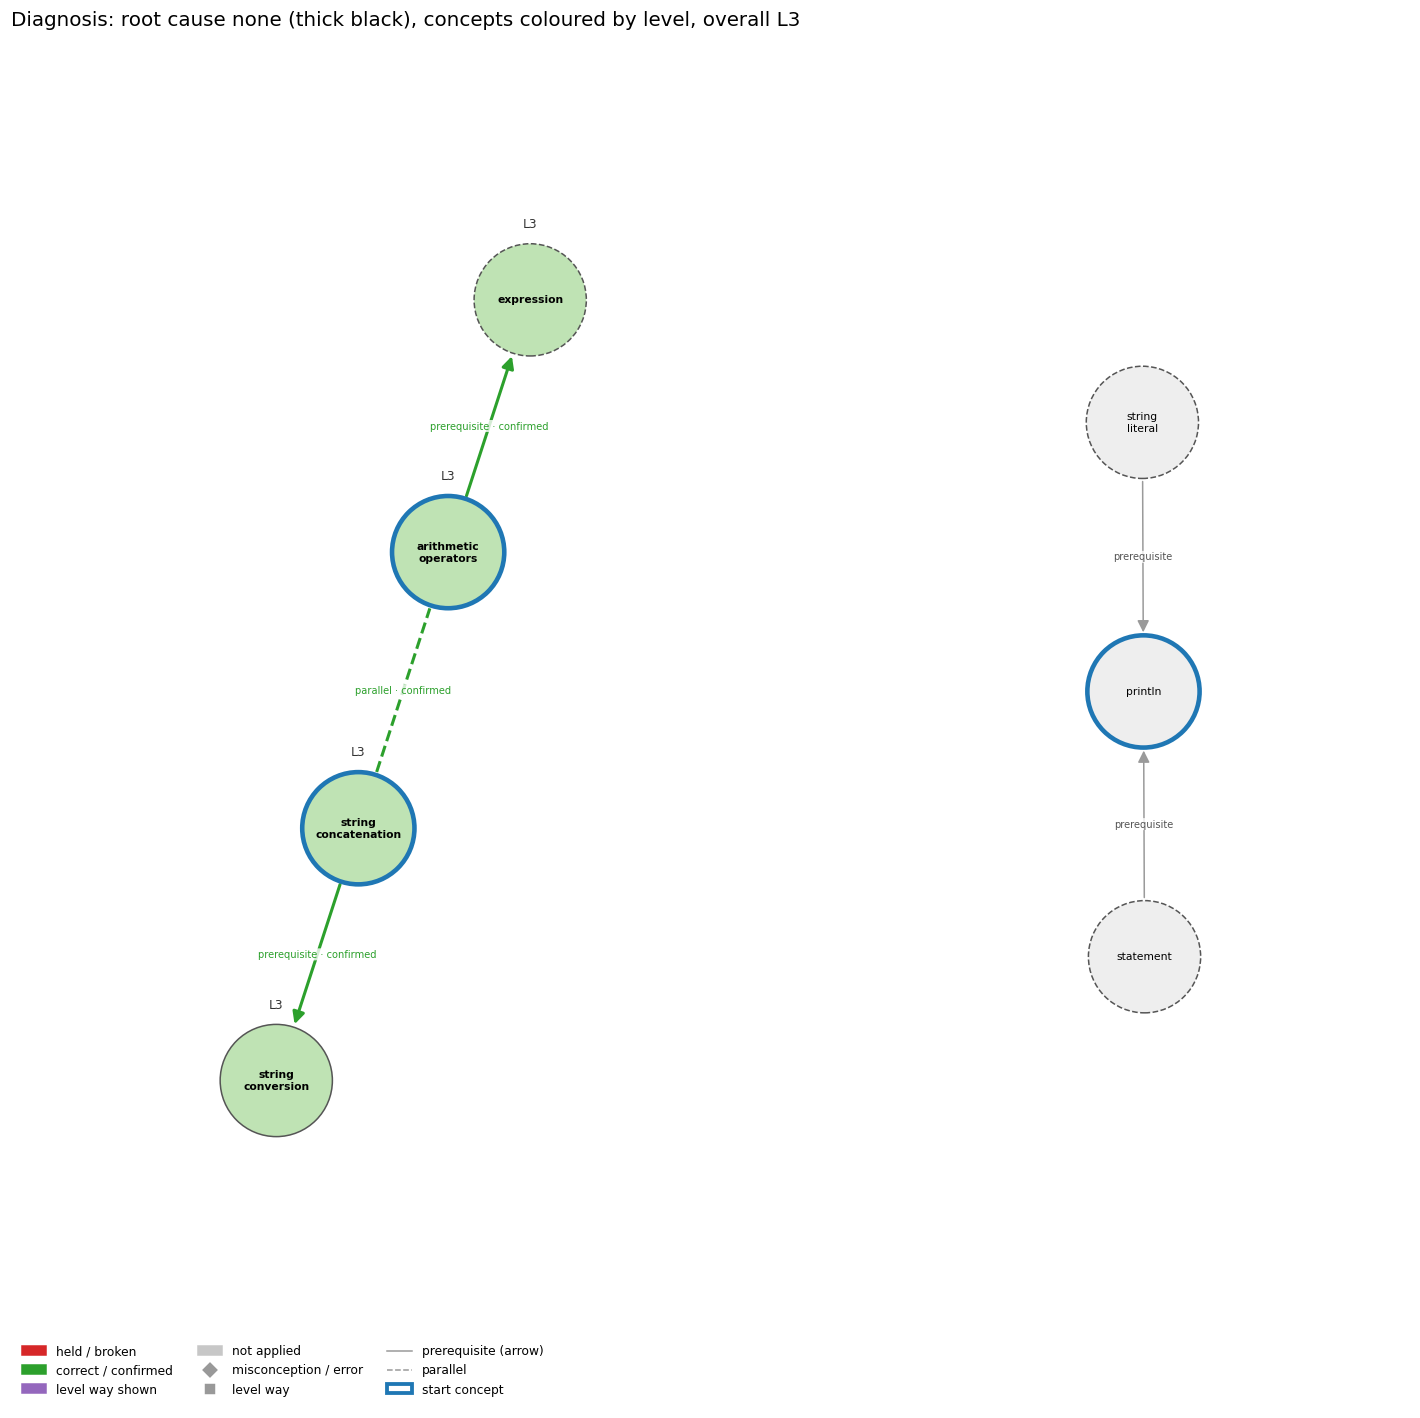 Diagnosis: root cause none (thick black), concepts coloured by level, overall L3
L3
expression
prerequisite · confirmed
L3
arithmetic
operators
parallel · confirmed
L3
string
concatenation
prerequisite · confirmed
L3
string
conversion
string
literal
prerequisite
println
prerequisite
statement
held / broken
correct / confirmed
level way shown
not applied
misconception / error
level way
prerequisite (arrow)
parallel
start concept